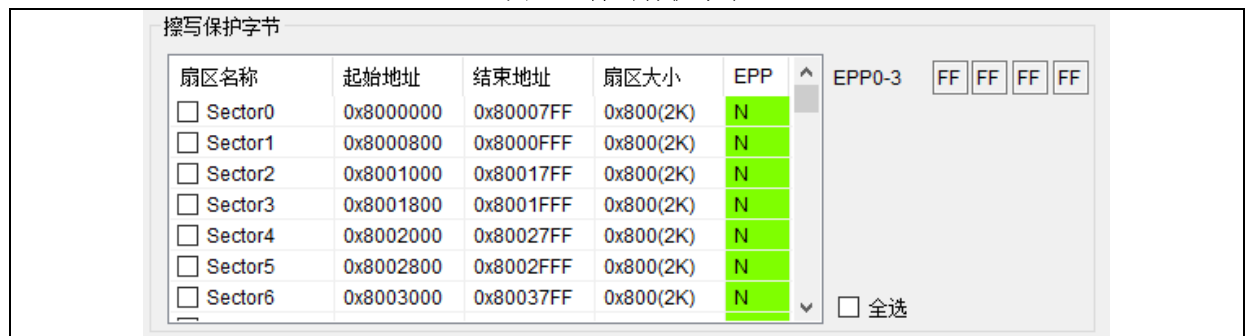 擦写保护字节
扇区名称 起始地址 结束地址 扇区大小 EPP
Sector0 0x8000000 0x80007FF 0x800(2K) N
Sector1 0x8000800 0x8000FFF 0x800(2K) N
Sector2 0x8001000 0x80017FF 0x800(2K) N
Sector3 0x8001800 0x8001FFF 0x800(2K) N
Sector4 0x8002000 0x80027FF 0x800(2K) N
Sector5 0x8002800 0x8002FFF 0x800(2K) N
Sector6 0x8003000 0x80037FF 0x800(2K) N
EPP0-3 FF FF FF FF
全选